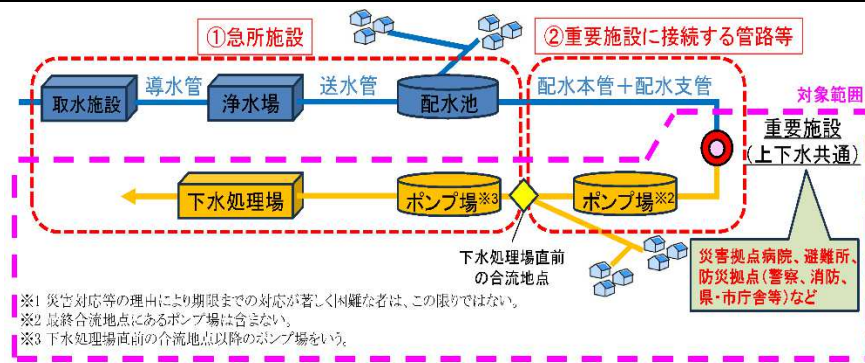 ①急所施設
②重要施設に接続する管路等
導水管
送水管
配水本管+配水支管
対象範囲
取水施設
浄水場
配水池
重要施設
(上下水共通)
下水処理場
ポンプ場※3
ポンプ場※2
下水処理場直前
の合流地点
災害拠点病院、避難所、
防災拠点(警察、消防、
県・市庁舎等)など
※1 災害対応等の理由により期限までの対応が著しく困難な者は、この限りではない。
※2 最終合流地点にあるポンプ場は含まない。
※3 下水処理場直前の合流地点以降のポンプ場をいう。